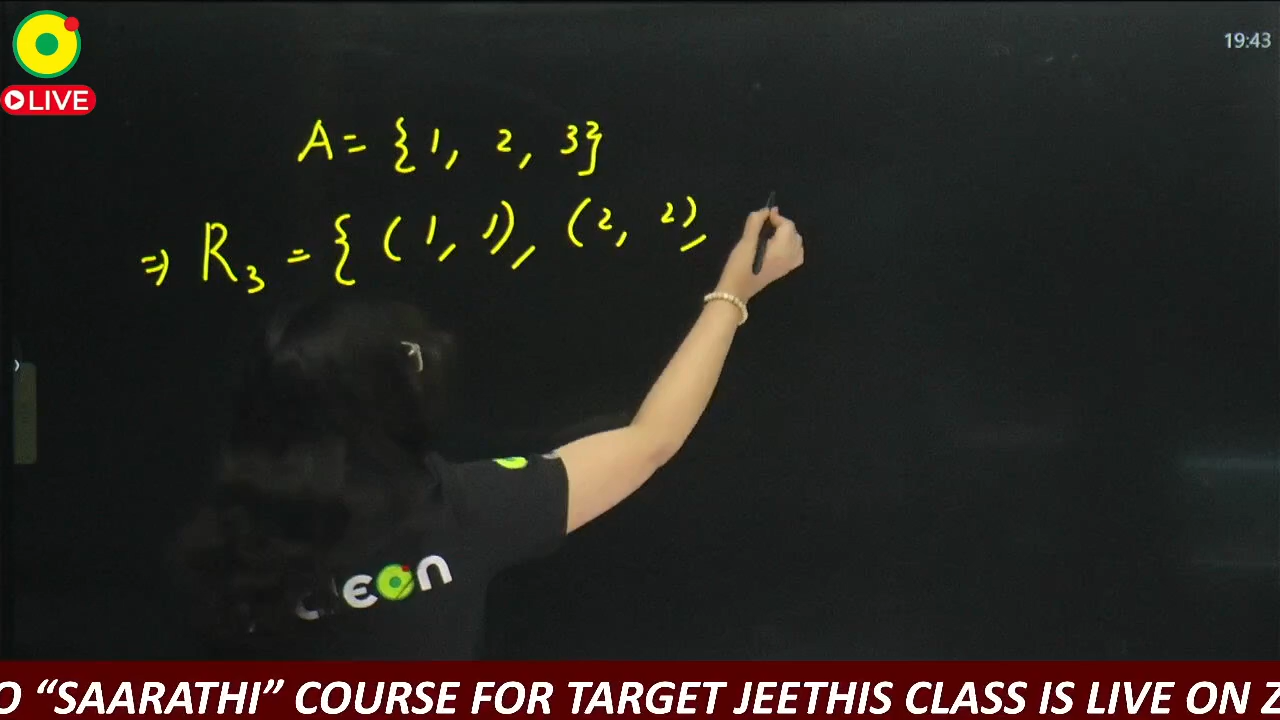 19:43
LIVE
A = {1, 2, 3}
⇒ R₃ = { (1, 1), (2, 2),
eon
“SAARATHI” COURSE FOR TARGET JEETHIS CLASS IS LIVE ON